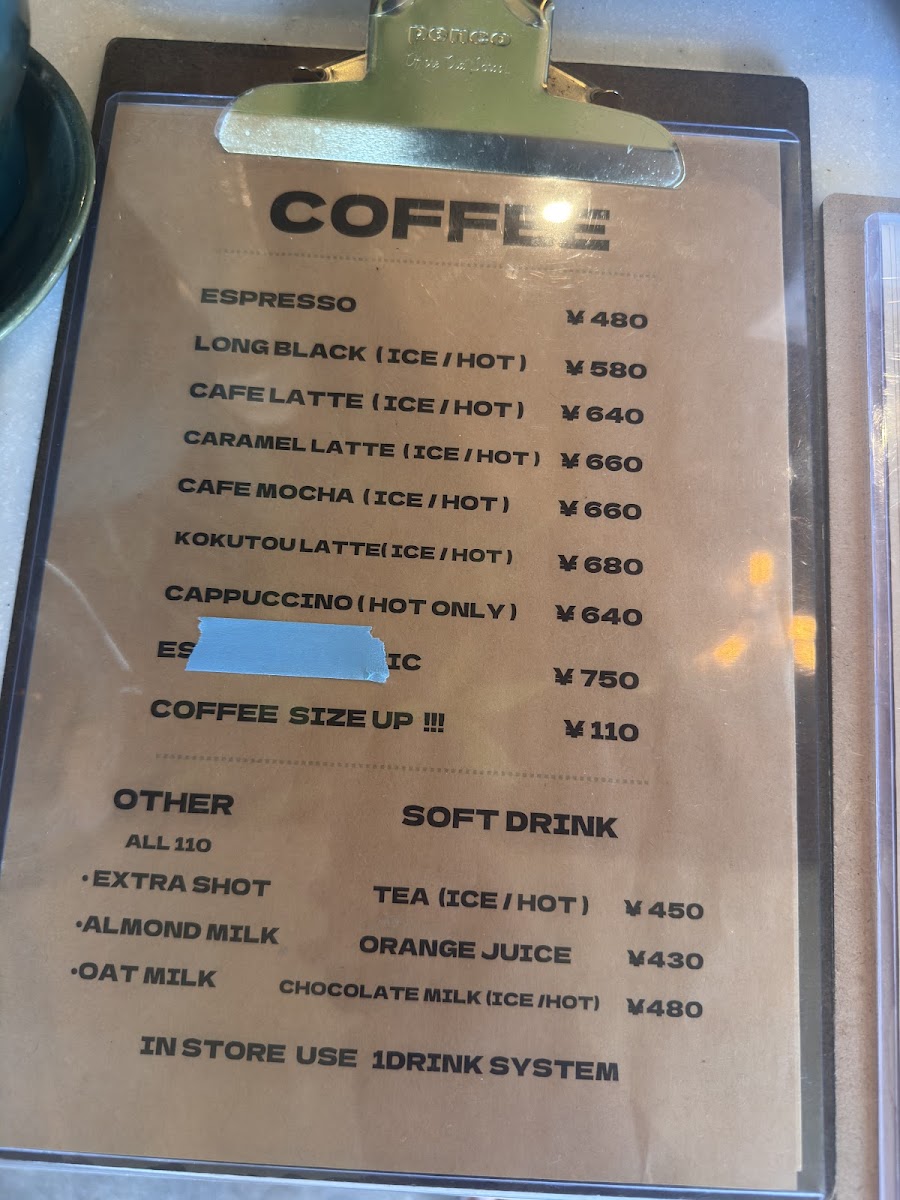 penco
COFFEE
ESPRESSO ¥480
LONG BLACK (ICE/HOT) ¥580
CAFE LATTE (ICE/HOT) ¥640
CARAMEL LATTE (ICE/HOT) ¥660
CAFE MOCHA (ICE/HOT) ¥660
KOKUTOU LATTE(ICE/HOT) ¥680
CAPPUCCINO (HOT ONLY) ¥640
¥750
COFFEE SIZE UP !!! ¥110
OTHER
ALL 110
・EXTRA SHOT
・ALMOND MILK
・OAT MILK
SOFT DRINK
TEA (ICE/HOT) ¥450
ORANGE JUICE ¥430
CHOCOLATE MILK (ICE/HOT) ¥480
IN STORE USE 1DRINK SYSTEM